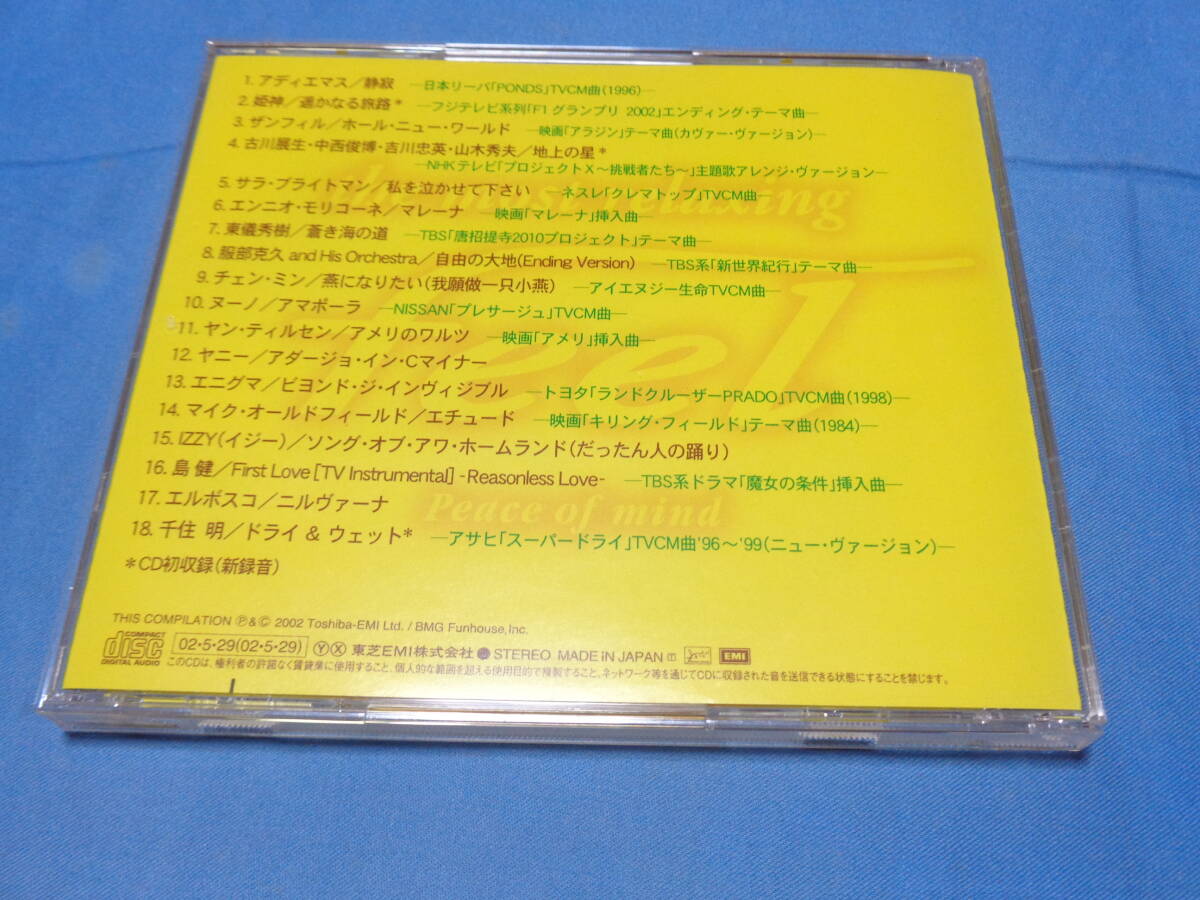 1. アディエマス／静寂 ―日本リーバ「PONDS」TVCM曲(1996)―
2. 姫神／遥かなる旅路＊ ―フジテレビ系列「F1 グランプリ 2002」エンディング・テーマ曲―
3. ザンフィル／ホール・ニュー・ワールド ―映画「アラジン」テーマ曲(カヴァー・ヴァージョン)―
4. 古川展生・中西俊博・吉川忠英・山木秀夫／地上の星＊
―NHKテレビ「プロジェクトX～挑戦者たち～」主題歌アレンジ・ヴァージョン―
the most relaxing
5. サラ・ブライトマン／私を泣かせて下さい ―ネスレ「クレマトップ」TVCM曲―
6. エンニオ・モリコーネ／マレーナ ―映画「マレーナ」挿入曲―
7. 東儀秀樹／蒼き海の道 ―TBS「唐招提寺2010プロジェクト」テーマ曲―
8. 服部克久 and His Orchestra／自由の大地(Ending Version) ―TBS系「新世界紀行」テーマ曲―
feel
9. チェン・ミン／燕になりたい(我願做一只小燕) ―アイエヌジー生命TVCM曲―
10. ヌーノ／アマポーラ ―NISSAN「プレサージュ」TVCM曲―
11. ヤン・ティルセン／アメリのワルツ ―映画「アメリ」挿入曲―
12. ヤニー／アダージョ・イン・Cマイナー
13. エニグマ／ビヨンド・ジ・インヴィジブル ―トヨタ「ランドクルーザーPRADO」TVCM曲(1998)―
14. マイク・オールドフィールド／エチュード ―映画「キリング・フィールド」テーマ曲(1984)―
15. IZZY(イジー)／ソング・オブ・アワ・ホームランド(だったん人の踊り)
16. 島 健／First Love [TV Instrumental] -Reasonless Love- ―TBS系ドラマ「魔女の条件」挿入曲―
17. エルボスコ／ニルヴァーナ
Peace of mind
18. 千住 明／ドライ & ウェット＊ ―アサヒ「スーパードライ」TVCM曲'96～'99(ニュー・ヴァージョン)―
＊CD初収録(新録音)
THIS COMPILATION Ⓟ&© 2002 Toshiba-EMI Ltd. / BMG Funhouse, Inc.
COMPACT disc DIGITAL AUDIO 02・5・29(02・5・29) ⓎⓍ 東芝EMI株式会社 STEREO MADE IN JAPAN EMI
このCDは、権利者の許諾なく賃貸業に使用すること、個人的な範囲を超える使用目的で複製すること、ネットワーク等を通じてCDに収録された音を送信できる状態にすることを禁じます。